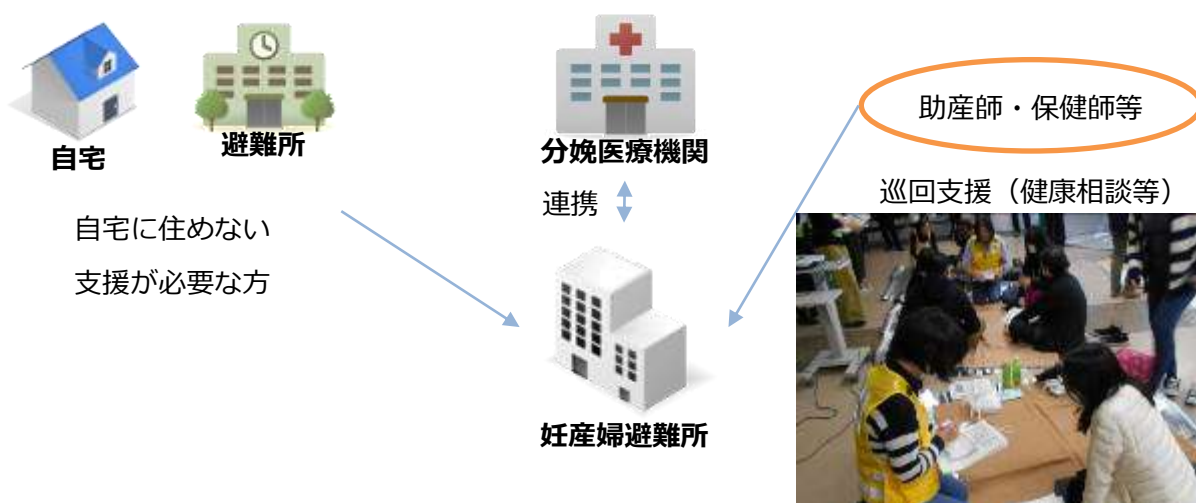 自宅
避難所
分娩医療機関
助産師・保健師等
連携
巡回支援（健康相談等）
自宅に住めない
支援が必要な方
妊産婦避難所